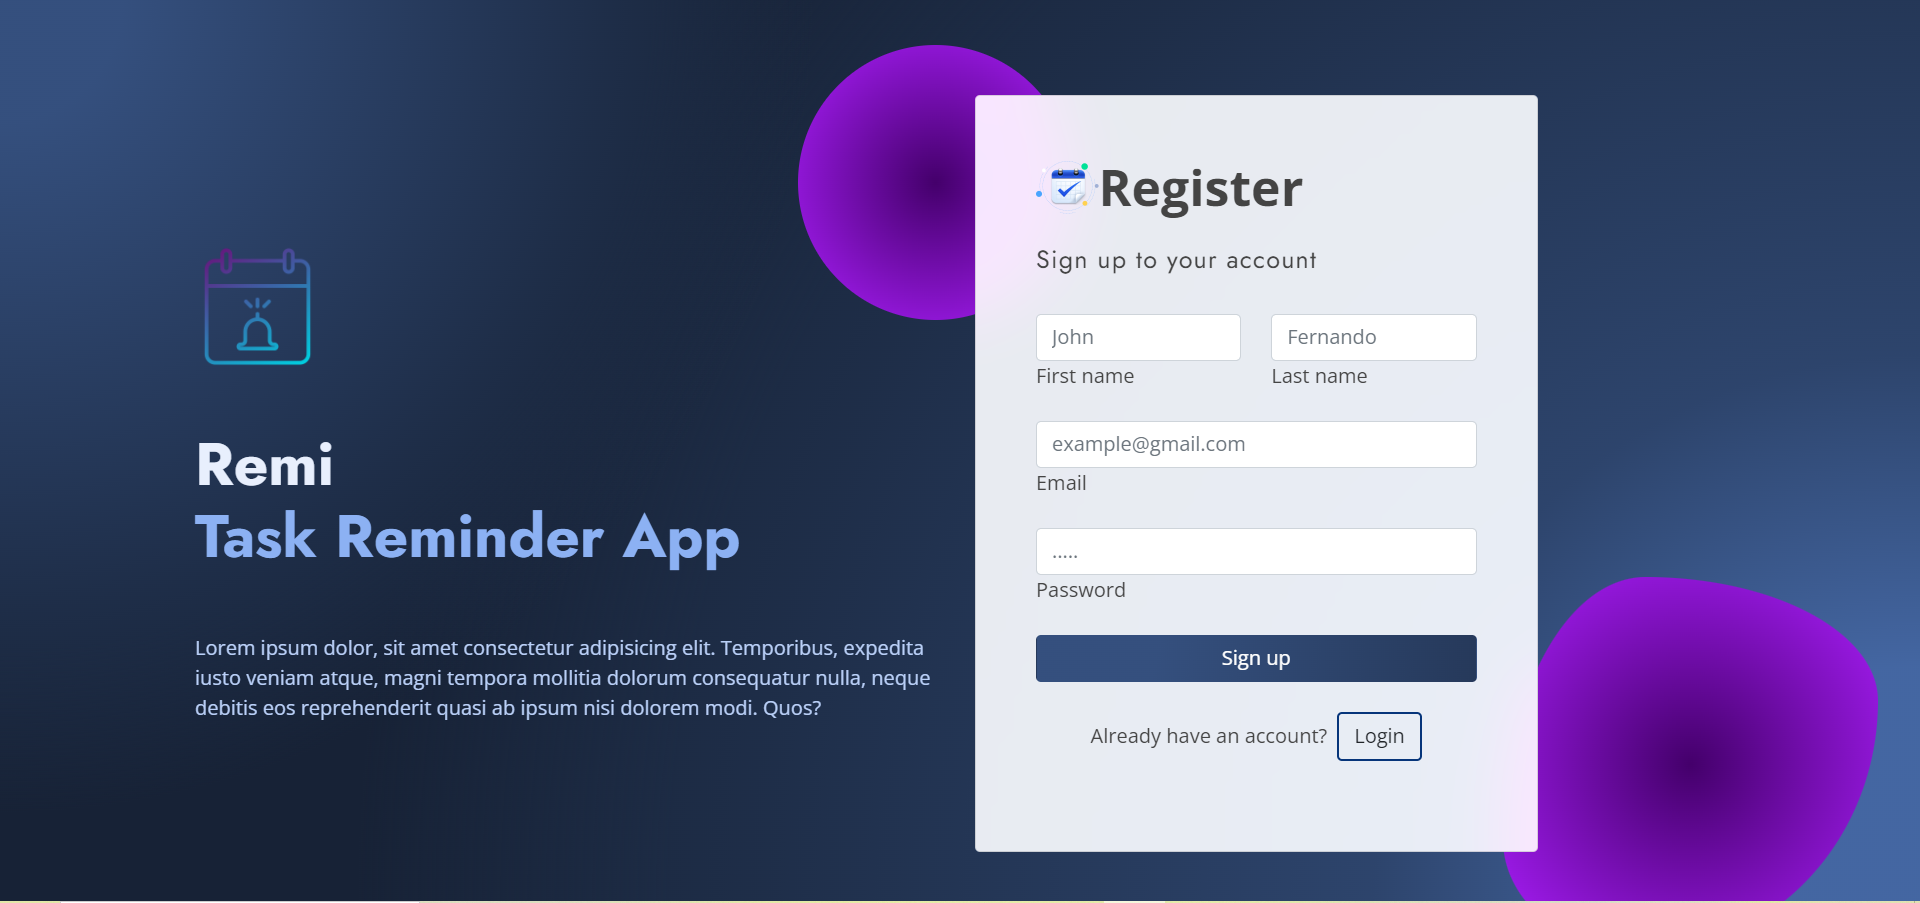 Remi
Task Reminder App
Lorem ipsum dolor, sit amet consectetur adipisicing elit. Temporibus, expedita
iusto veniam atque, magni tempora mollitia dolorum consequatur nulla, neque
debitis eos reprehenderit quasi ab ipsum nisi dolorem modi. Quos?
Register
Sign up to your account
John Fernando
First name Last name
example@gmail.com
Email
.....
Password
Sign up
Already have an account? Login